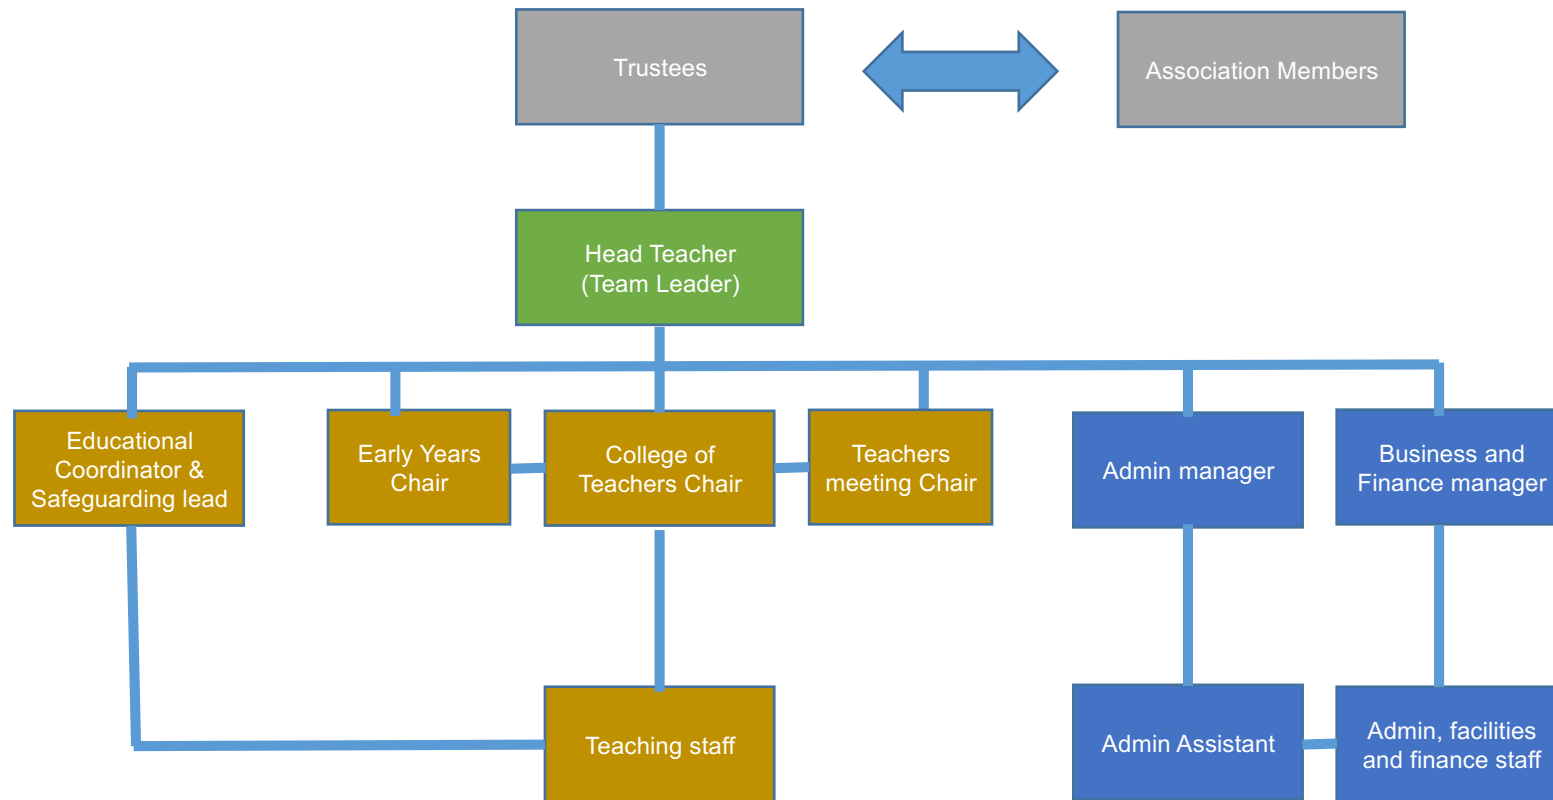 Trustees
Association Members
Head Teacher
(Team Leader)
Educational
Coordinator &
Safeguarding lead
Early Years
Chair
College of
Teachers Chair
Teachers
meeting Chair
Admin manager
Business and
Finance manager
Teaching staff
Admin Assistant
Admin, facilities
and finance staff